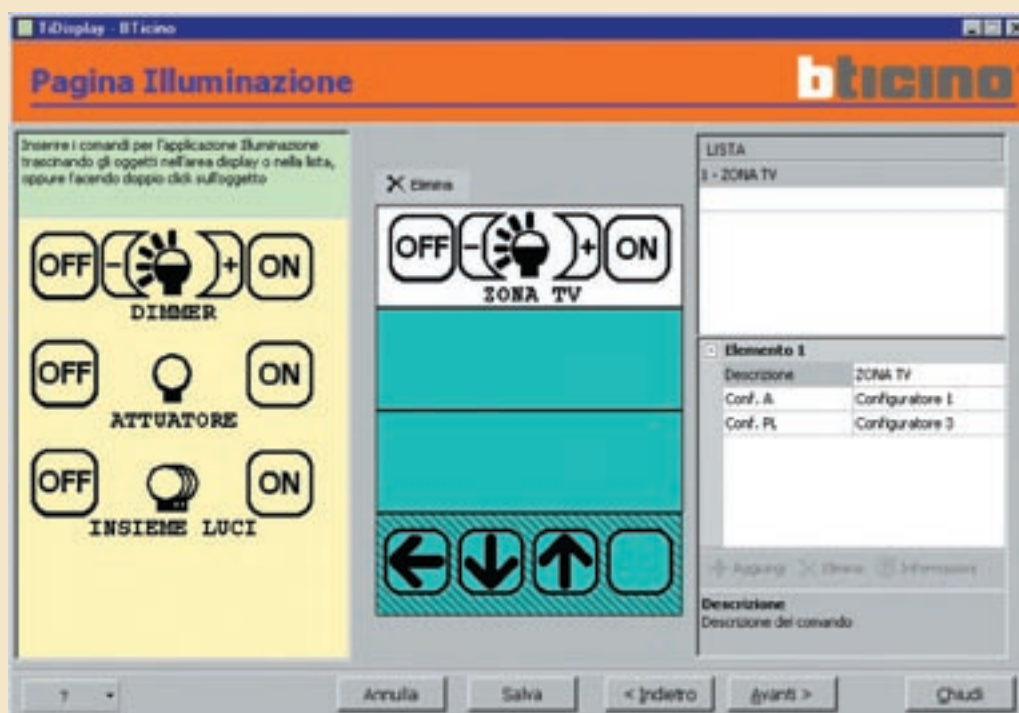 TiDisplay - BTicino
Pagina Illuminazione
bticino
Inserire i comandi per l'applicazione Illuminazione
trascinando gli oggetti nell'area display o nella lista,
oppure facendo doppio click sull'oggetto
OFF - + ON
DIMMER
OFF ON
ATTUATORE
OFF ON
INSIEME LUCI
Elimina
OFF - + ON
ZONA TV
LISTA
1 - ZONA TV
Elemento 1
Descrizione ZONA TV
Conf. A Configuratore 1
Conf. PL Configuratore 3
Aggiungi Elimina Informazioni
Descrizione
Descrizione del comando
? Annulla Salva < Indietro Avanti > Chiudi